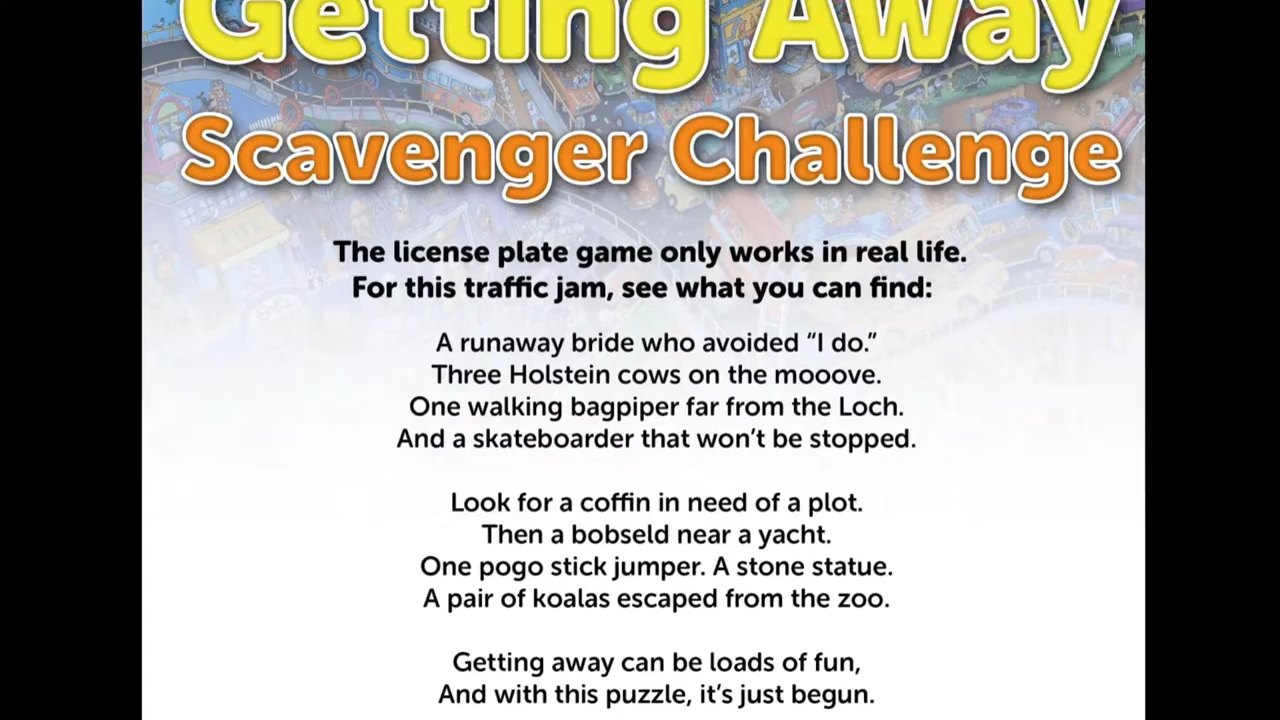 Getting Away
Scavenger Challenge
The license plate game only works in real life.
For this traffic jam, see what you can find:
A runaway bride who avoided “I do.”
Three Holstein cows on the mooove.
One walking bagpiper far from the Loch.
And a skateboarder that won’t be stopped.
Look for a coffin in need of a plot.
Then a bobseld near a yacht.
One pogo stick jumper. A stone statue.
A pair of koalas escaped from the zoo.
Getting away can be loads of fun,
And with this puzzle, it’s just begun.